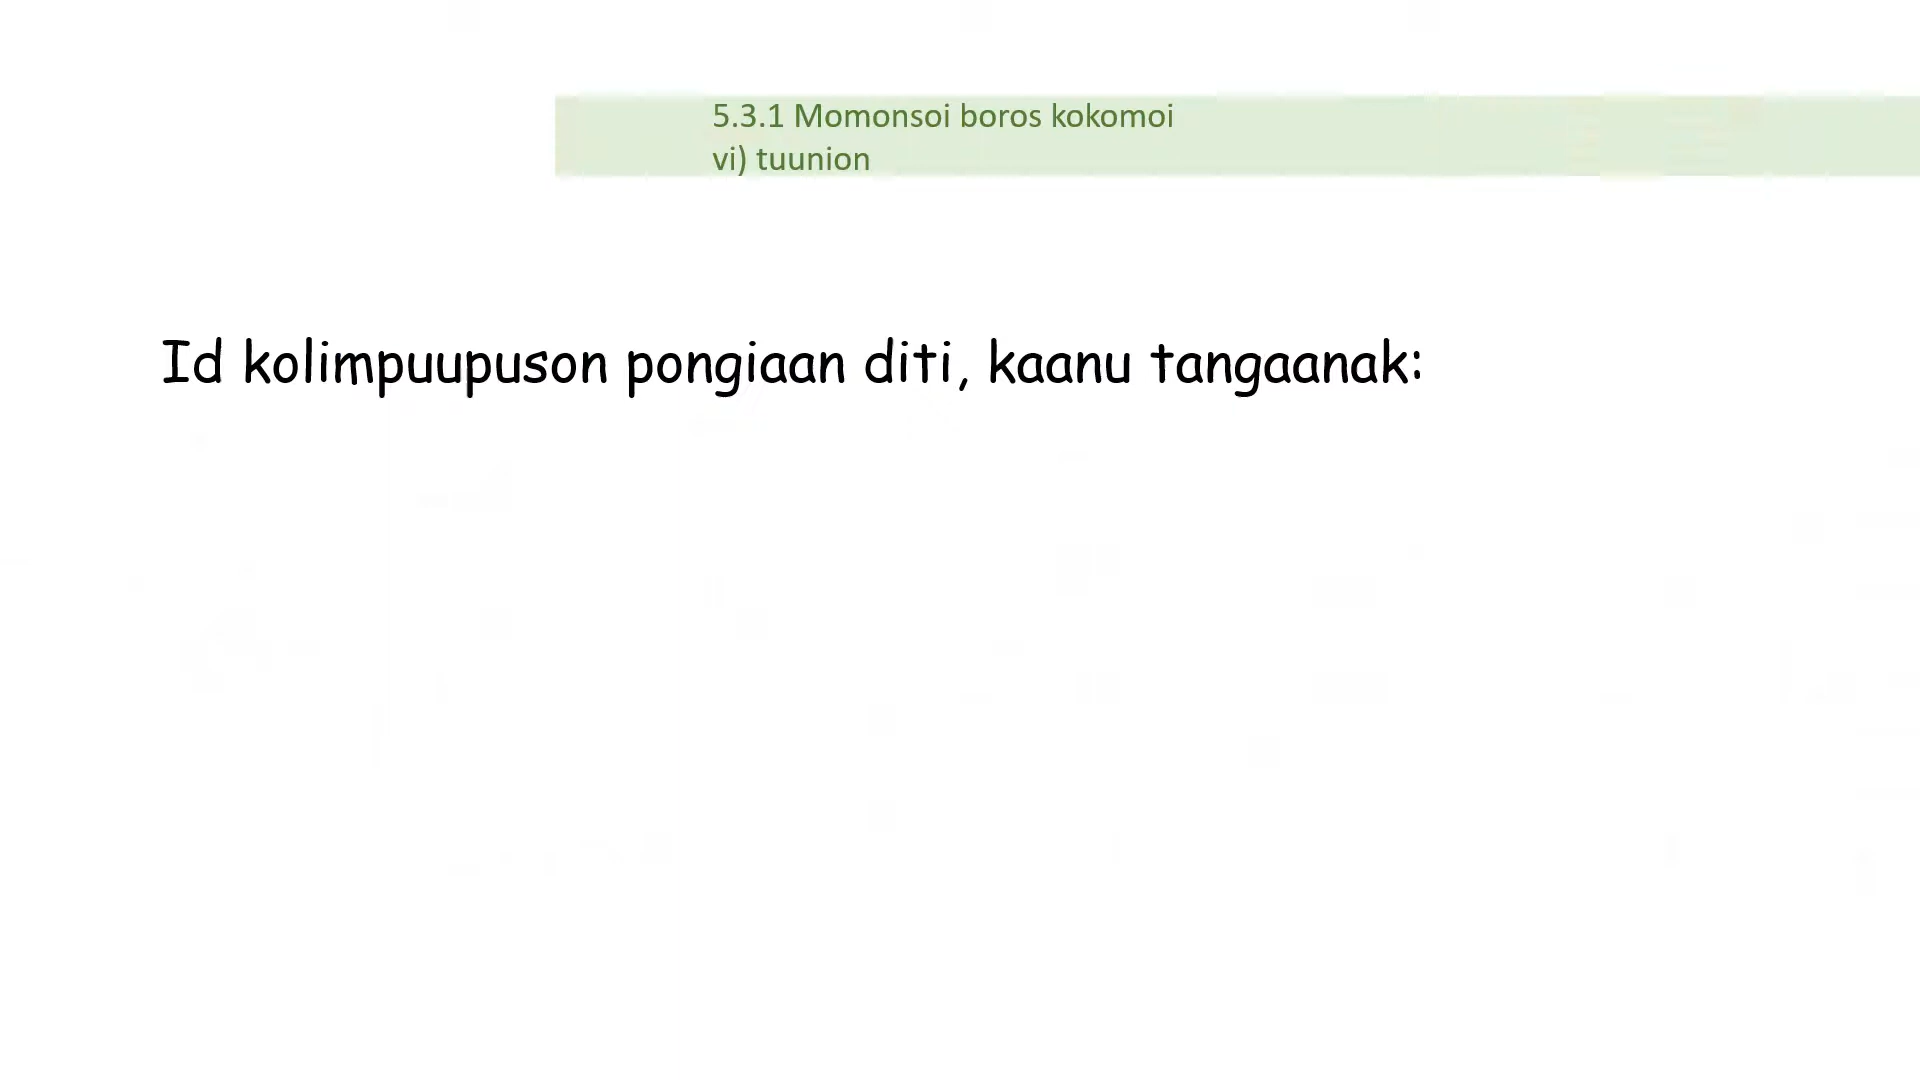 5.3.1 Momonsoi boros kokomoi
vi) tuunion
Id kolimpuupuson pongiaan diti, kaanu tangaanak: